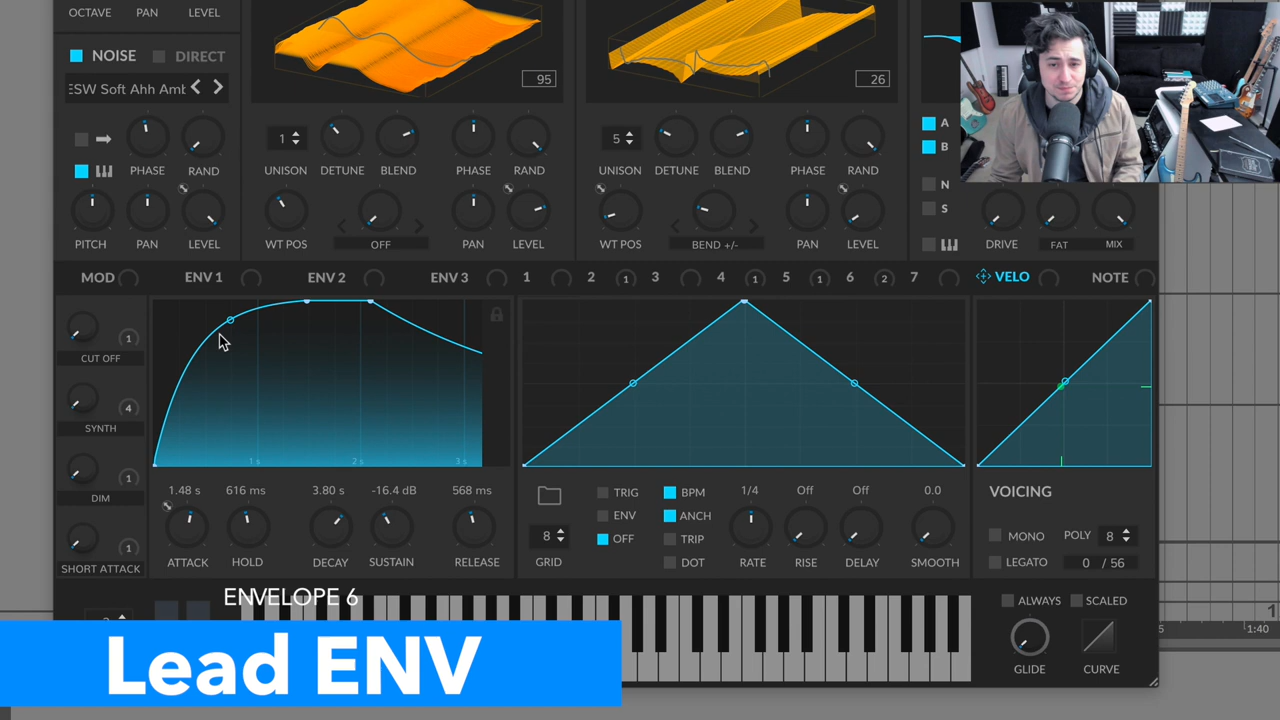 OCTAVE PAN LEVEL
NOISE DIRECT
ESW Soft Ahh Amb
95
26
1
5
A
B
N
S
PHASE RAND UNISON DETUNE BLEND PHASE RAND UNISON DETUNE BLEND PHASE RAND
PITCH PAN LEVEL WT POS OFF PAN LEVEL WT POS BEND +/- PAN LEVEL DRIVE FAT MIX
MOD ENV 1 ENV 2 ENV 3 1 2 1 3 4 1 5 1 6 2 7 VELO NOTE
1
CUT OFF
4
SYNTH
1
DIM
1
SHORT ATTACK
1 s 2 s 3 s
1.48 s 616 ms 3.80 s -16.4 dB 568 ms
ATTACK HOLD DECAY SUSTAIN RELEASE
TRIG BPM 1/4 Off Off 0.0
ENV ANCH
8 OFF TRIP
GRID DOT RATE RISE DELAY SMOOTH
VOICING
MONO POLY 8
LEGATO 0 / 56
ALWAYS SCALED
GLIDE CURVE
ENVELOPE 6
Lead ENV
1:40